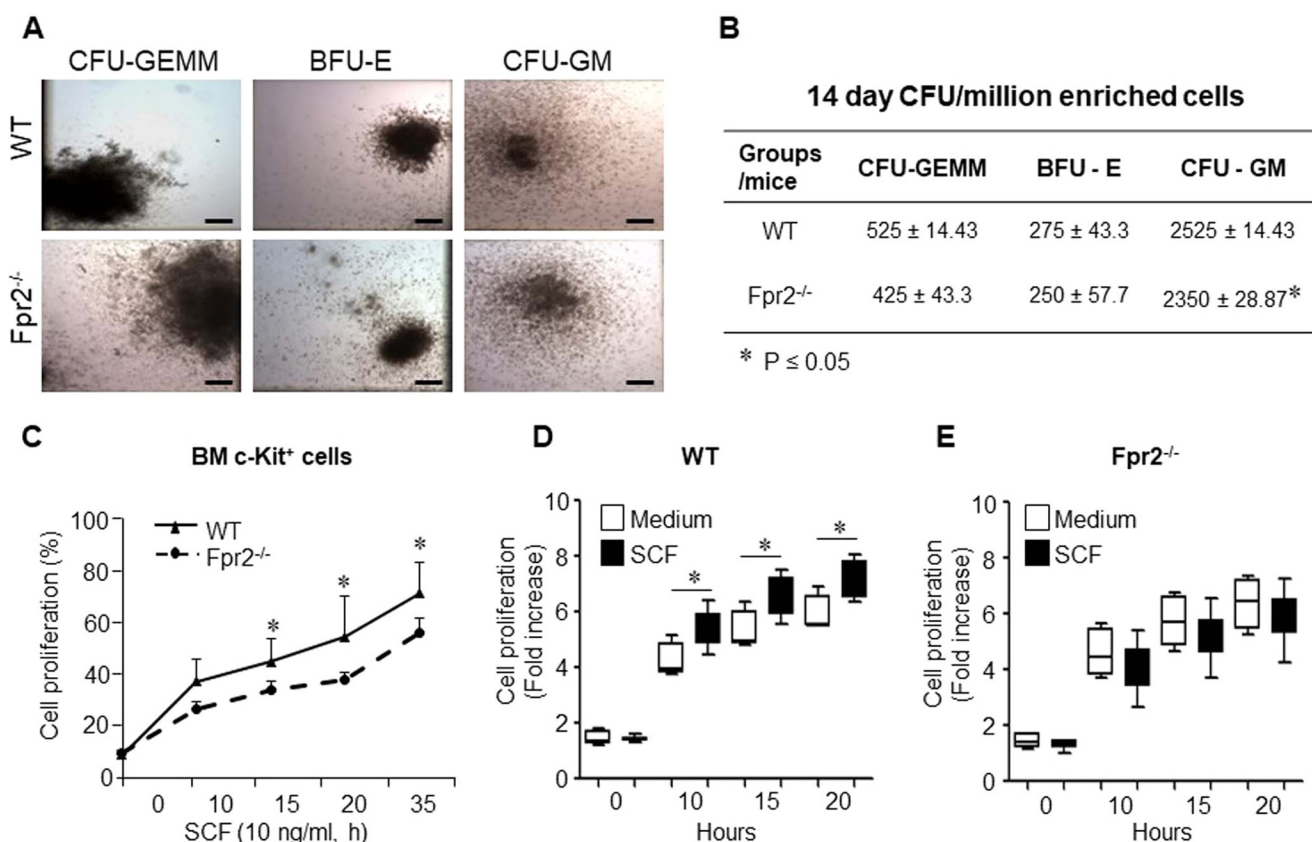 A
CFU-GEMM BFU-E CFU-GM
WT
Fpr2-/-
B
14 day CFU/million enriched cells
Groups /mice CFU-GEMM BFU - E CFU - GM
WT 525 ± 14.43 275 ± 43.3 2525 ± 14.43
Fpr2-/- 425 ± 43.3 250 ± 57.7 2350 ± 28.87*
* P ≤ 0.05
C
BM c-Kit+ cells
Cell proliferation (%)
100
80
60
40
20
0
WT
Fpr2-/-
* * *
0 10 15 20 35
SCF (10 ng/ml, h)
D
WT
Cell proliferation
(Fold increase)
10
8
6
4
2
0
Medium
SCF
* * *
0 10 15 20
Hours
E
Fpr2-/-
Cell proliferation
(Fold increase)
10
8
6
4
2
0
Medium
SCF
0 10 15 20
Hours